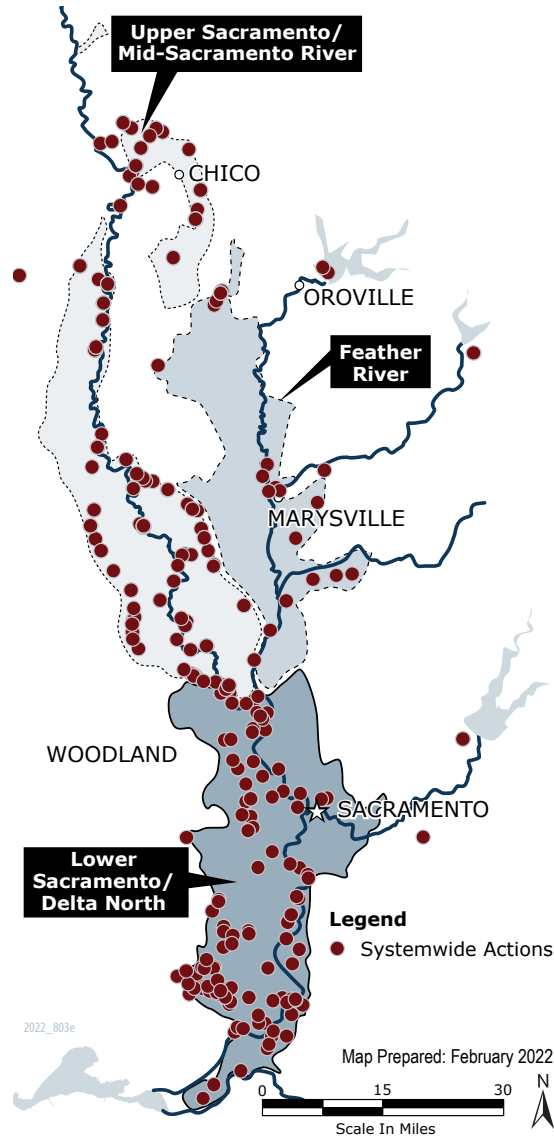 Upper Sacramento/
Mid-Sacramento River
CHICO
OROVILLE
Feather
River
MARYSVILLE
WOODLAND
SACRAMENTO
Lower
Sacramento/
Delta North
Legend
Systemwide Actions
2022_803e
Map Prepared: February 2022
N
0 15 30
Scale In Miles